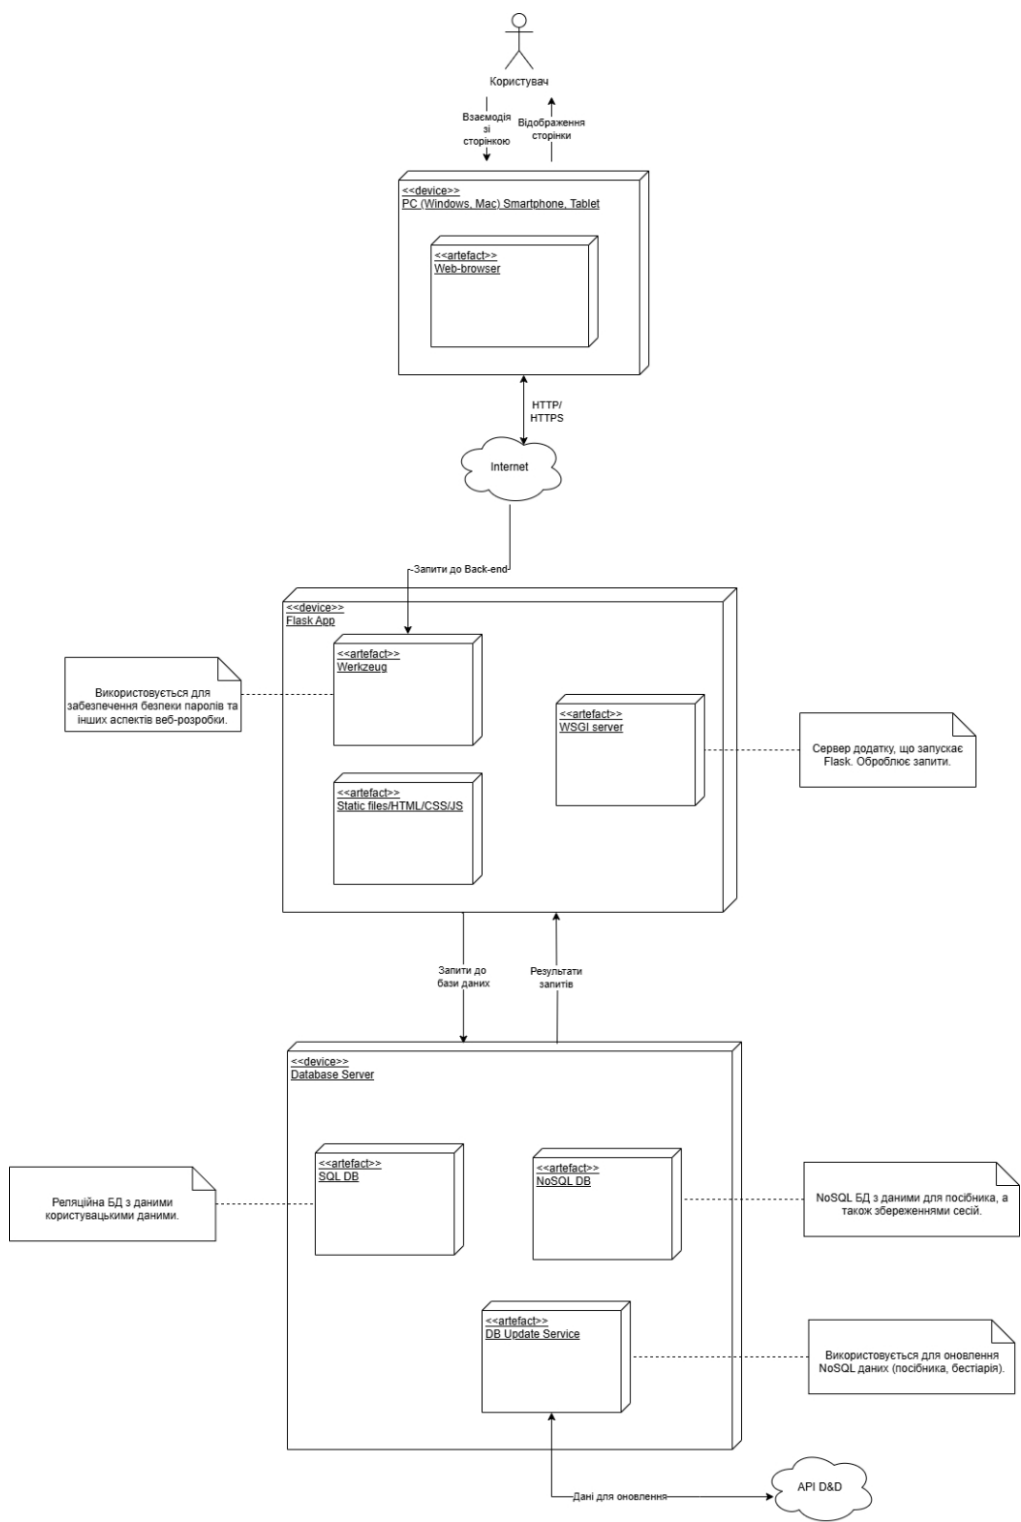 Користувач
Взаємодія
зі
сторінкою
Відображення
сторінки
<<device>>
PC (Windows, Mac) Smartphone, Tablet
<<artefact>>
Web-browser
HTTP/
HTTPS
Internet
Запити до Back-end
<<device>>
Flask App
<<artefact>>
Werkzeug
Використовується для
забезпечення безпеки паролів та
інших аспектів веб-розробки.
<<artefact>>
WSGI server
Сервер додатку, що запускає
Flask. Оброблює запити.
<<artefact>>
Static files/HTML/CSS/JS
Запити до
бази даних
Результати
запитів
<<device>>
Database Server
<<artefact>>
SQL DB
Реляційна БД з даними
користувацькими даними.
<<artefact>>
NoSQL DB
NoSQL БД з даними для посібника, а
також збереженнями сесій.
<<artefact>>
DB Update Service
Використовується для оновлення
NoSQL даних (посібника, бестіарія).
Дані для оновлення
API D&D